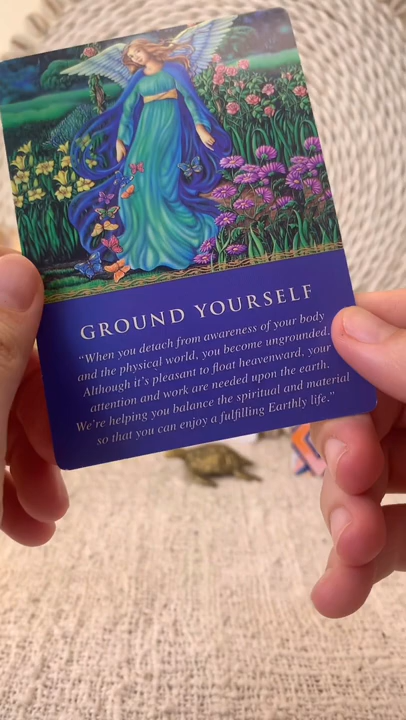 GROUND YOURSELF
“When you detach from awareness of your body
and the physical world, you become ungrounded.
Although it’s pleasant to float heavenward, your
attention and work are needed upon the earth.
We’re helping you balance the spiritual and material
so that you can enjoy a fulfilling Earthly life.”